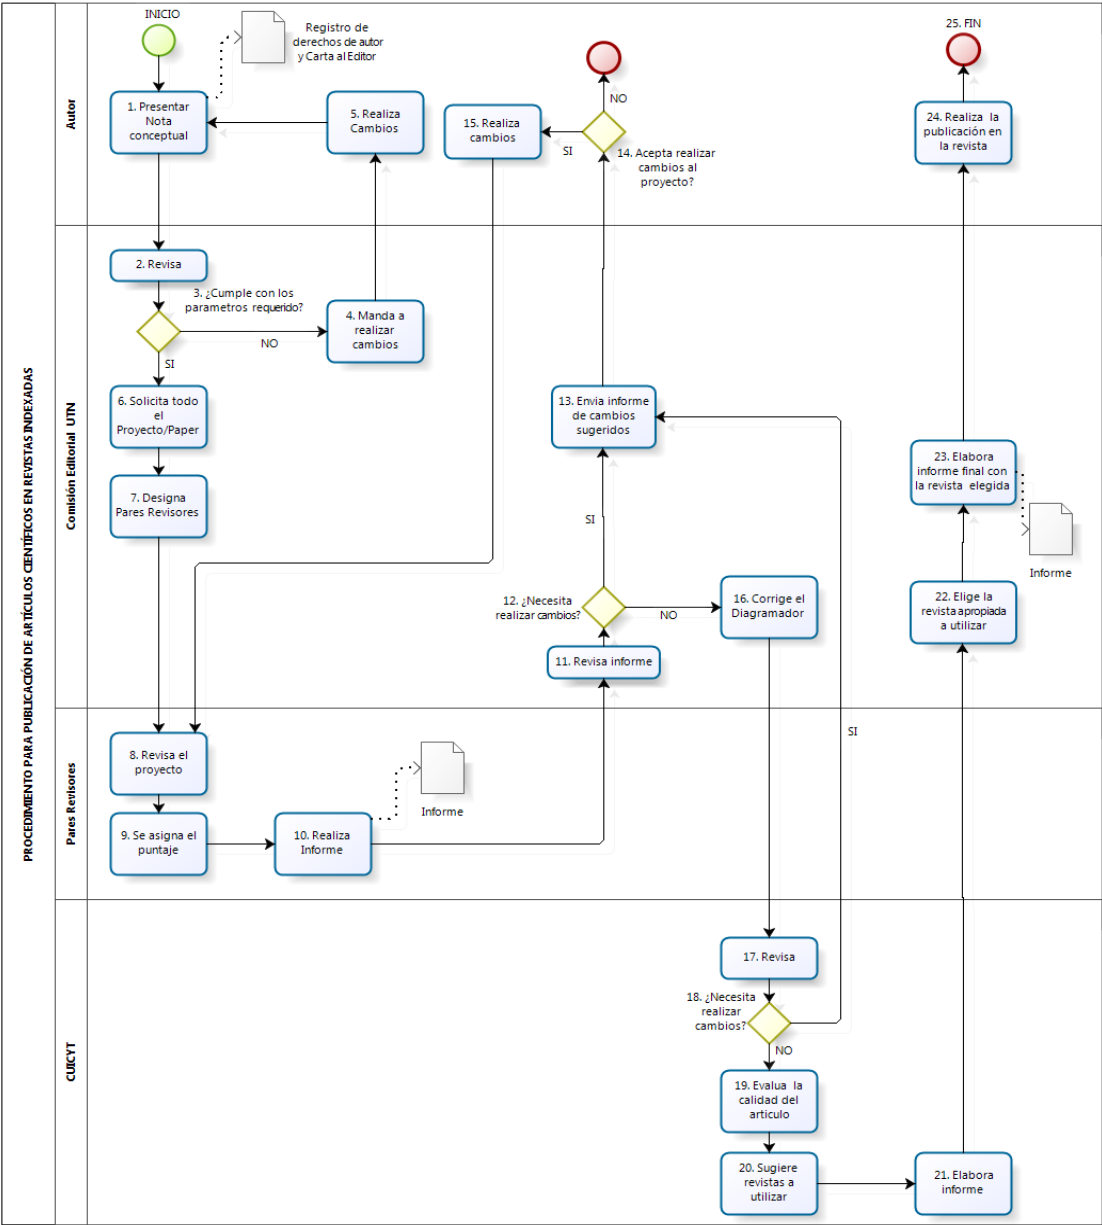 PROCEDIMIENTO PARA PUBLICACIÓN DE ARTÍCULOS CIENTÍFICOS EN REVISTAS INDEXADAS
Autor
INICIO
Registro de
derechos de autor
y Carta al Editor
1. Presentar
Nota
conceptual
5. Realiza
Cambios
15. Realiza
cambios
NO
SI
14. Acepta realizar
cambios al
proyecto?
25. FIN
24. Realiza la
publicación en
la revista
Comisión Editorial UTN
2. Revisa
3. ¿Cumple con los
parametros requerido?
NO
SI
4. Manda a
realizar
cambios
6. Solicita todo
el
Proyecto/Paper
7. Designa
Pares Revisores
13. Envia informe
de cambios
sugeridos
SI
12. ¿Necesita
realizar cambios?
NO
11. Revisa informe
16. Corrige el
Diagramador
23. Elabora
informe final con
la revista elegida
Informe
22. Elige la
revista apropiada
a utilizar
Pares Revisores
8. Revisa el
proyecto
9. Se asigna el
puntaje
10. Realiza
Informe
Informe
SI
CUICYT
17. Revisa
18. ¿Necesita
realizar
cambios?
NO
19. Evalua la
calidad del
articulo
20. Sugiere
revistas a
utilizar
21. Elabora
informe